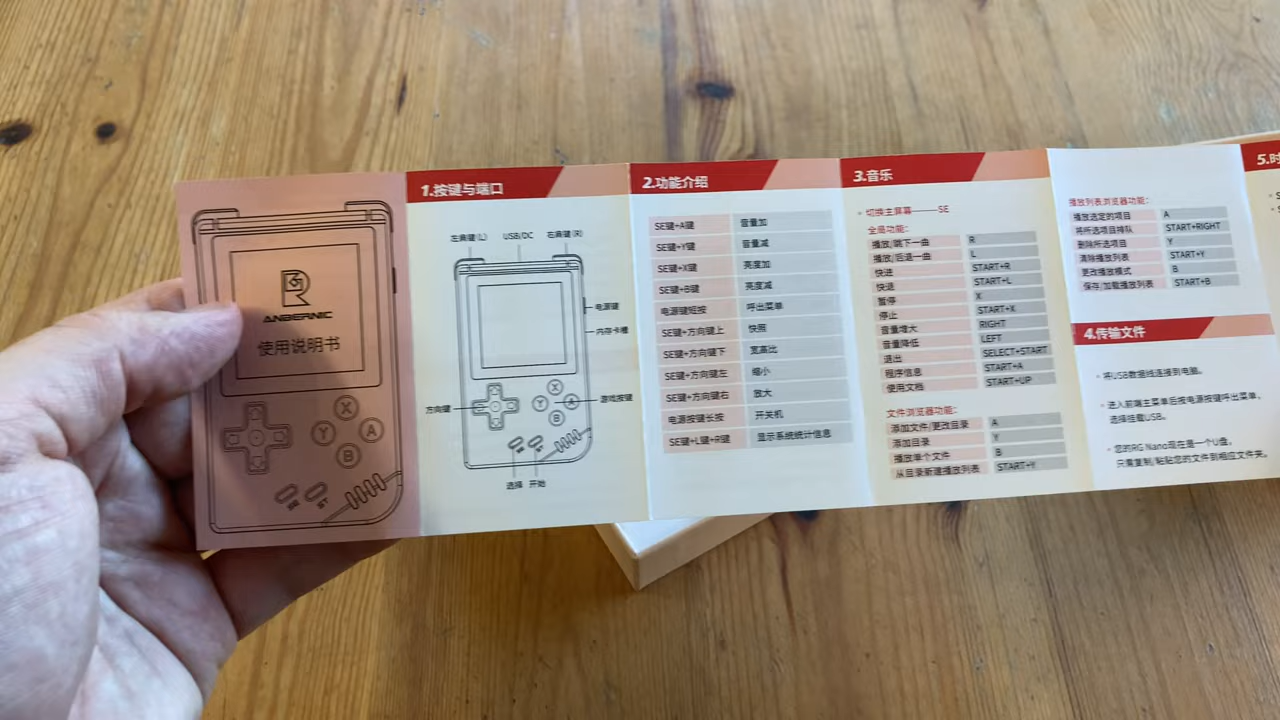 ANBERNIC
使用说明书
X
Y
A
B
SE
ST
1.按键与端口
左肩键(L)
USB/DC
右肩键(R)
电源键
内存卡槽
方向键
游戏按键
X
Y
A
B
选择
开始
2.功能介绍
SE键+A键 音量加
SE键+Y键 音量减
SE键+X键 亮度加
SE键+B键 亮度减
电源键短按 呼出菜单
SE键+方向键上 快照
SE键+方向键下 宽高比
SE键+方向键左 缩小
SE键+方向键右 放大
电源按键长按 开关机
SE键+L键+R键 显示系统统计信息
3.音乐
• 切换主屏幕———SE
全局功能:
播放/跳下一曲 R
播放/后退一曲 L
快进 START+R
快退 START+L
暂停 X
停止 START+X
音量增大 RIGHT
音量降低 LEFT
退出 SELECT+START
程序信息 START+A
使用文档 START+UP
文件浏览器功能:
添加文件/更改目录 A
添加目录 Y
播放单个文件 B
从目录新建播放列表 START+Y
播放列表浏览器功能:
播放选定的项目 A
将所选项目排队 START+RIGHT
删除所选项目 Y
清除播放列表 START+Y
更改播放模式 B
保存/加载播放列表 START+B
4.传输文件
• 将USB数据线连接到电脑。
• 进入前端主菜单后按电源按键呼出菜单，
选择挂载USB。
• 您的RG Nano现在是一个U盘，
只需复制/粘贴您的文件到相应文件夹。
5.时